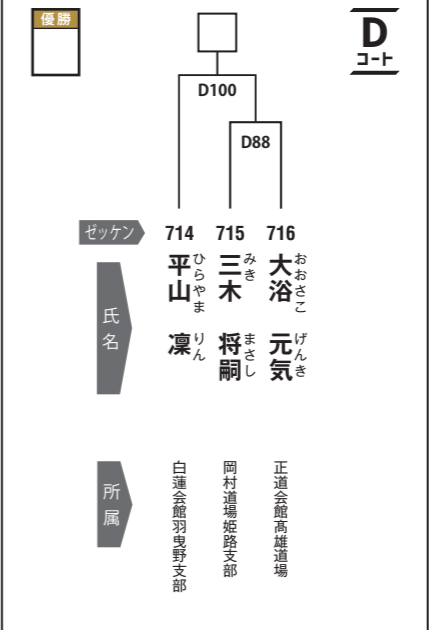 優勝
D
コート
D100
D88
ゼッケン 714 715 716
氏名
平山 凜
ひらやま りん
三木 将嗣
みき まさし
大浴 元気
おおさこ げんき
所属
白蓮会館羽曳野支部
岡村道場姫路支部
正道会館髙雄道場